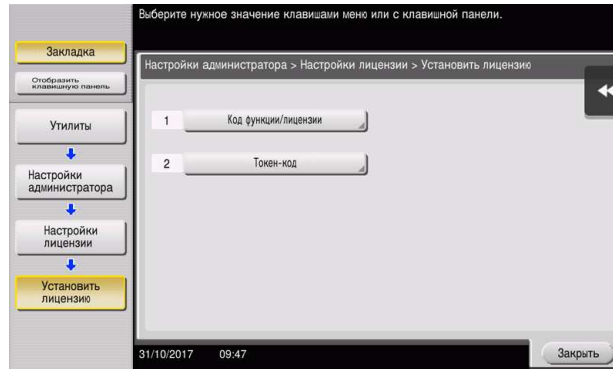 Выберите нужное значение клавишами меню или с клавишной панели.
Закладка
Отобразить
клавишную панель
Настройки администратора > Настройки лицензии > Установить лицензию
Утилиты
Настройки
администратора
Настройки
лицензии
Установить
лицензию
1 Код функции/лицензии
2 Токен-код
31/10/2017 09:47
Закрыть